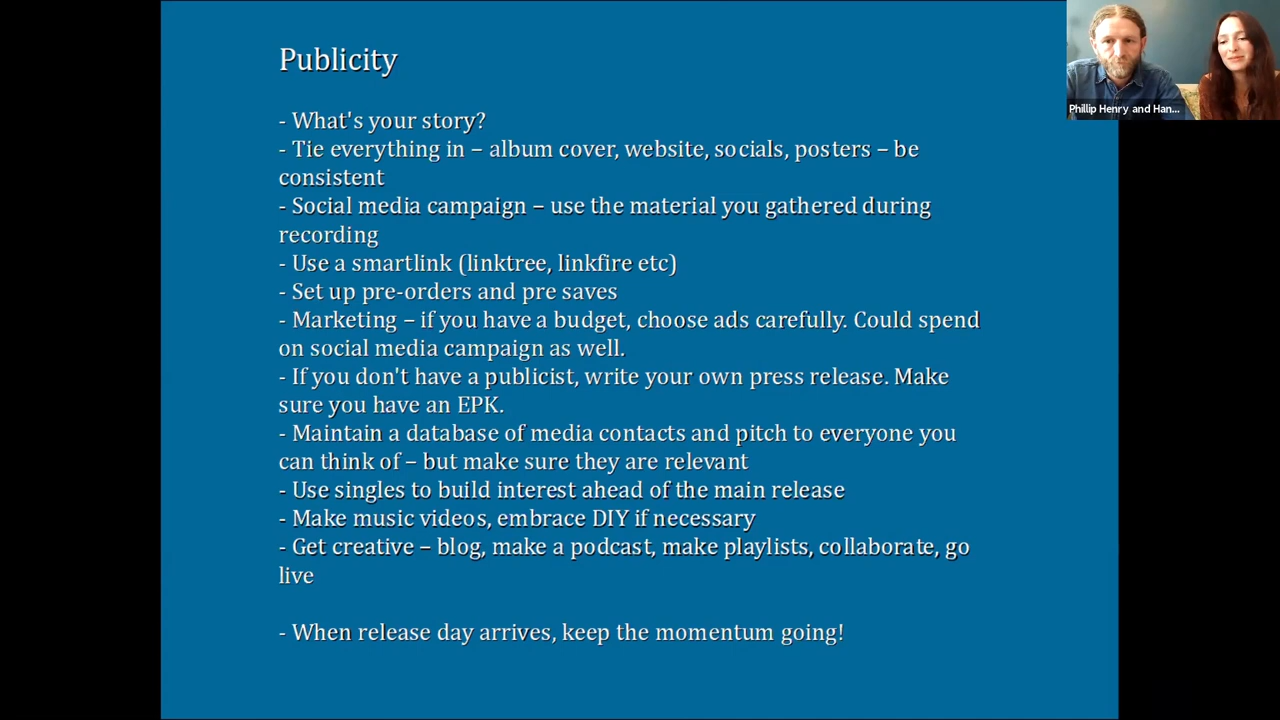 Publicity
- What's your story?
- Tie everything in – album cover, website, socials, posters – be
consistent
- Social media campaign – use the material you gathered during
recording
- Use a smartlink (linktree, linkfire etc)
- Set up pre-orders and pre saves
- Marketing – if you have a budget, choose ads carefully. Could spend
on social media campaign as well.
- If you don't have a publicist, write your own press release. Make
sure you have an EPK.
- Maintain a database of media contacts and pitch to everyone you
can think of – but make sure they are relevant
- Use singles to build interest ahead of the main release
- Make music videos, embrace DIY if necessary
- Get creative – blog, make a podcast, make playlists, collaborate, go
live
- When release day arrives, keep the momentum going!
Phillip Henry and Han...